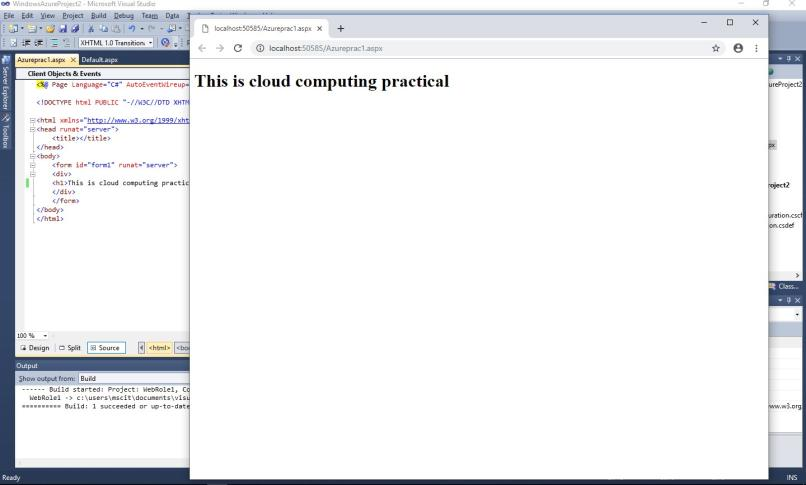 WindowsAzureProject2 - Microsoft Visual Studio
File Edit View Project Build Debug Team Data
XHTML 1.0 Transition
Azureprac1.aspx × Default.aspx
Client Objects & Events
<%@ Page Language="C#" AutoEventWireup=
<!DOCTYPE html PUBLIC "-//W3C//DTD XHTM
<html xmlns="http://www.w3.org/1999/xht
<head runat="server">
<title></title>
</head>
<body>
<form id="form1" runat="server">
<div>
<h1>This is cloud computing practic
</div>
</form>
</body>
</html>
100 %
Design Split Source <html> <bo
Output
Show output from: Build
------ Build started: Project: WebRole1, Co
WebRole1 -> c:\users\mscit\documents\visu
========== Build: 1 succeeded or up-to-date
Ready
Server Explorer
Toolbox
localhost:50585/Azureprac1.aspx × +
localhost:50585/Azureprac1.aspx
This is cloud computing practical
ureProject2
px
roject2
uration.cscf
on.csdef
Class...
www.w3.org
INS